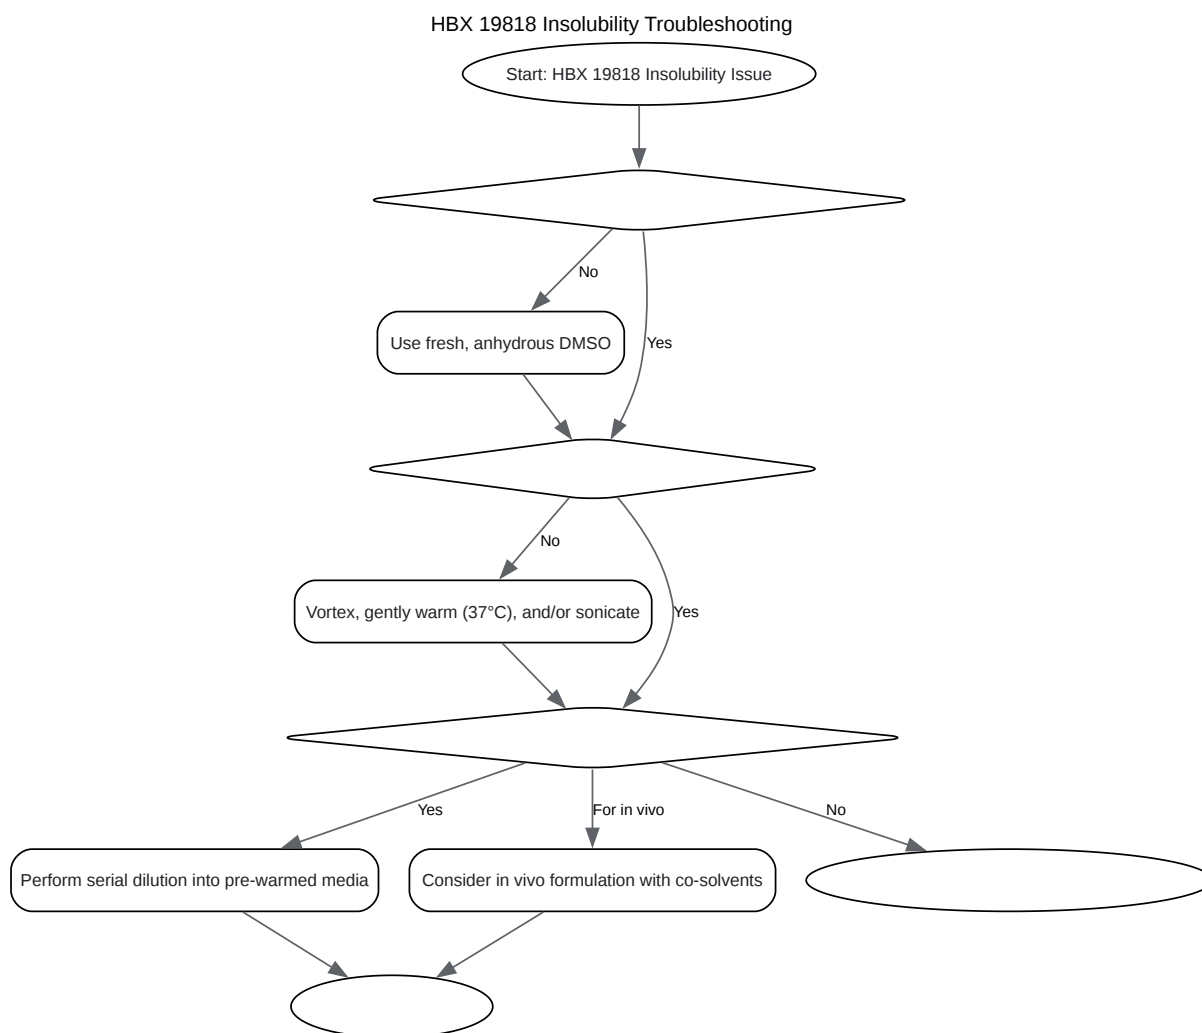 HBX 19818 Insolubility Troubleshooting
Start: HBX 19818 Insolubility Issue
No
Use fresh, anhydrous DMSO
Yes
No
Vortex, gently warm (37°C), and/or sonicate
Yes
Yes
For in vivo
No
Perform serial dilution into pre-warmed media
Consider in vivo formulation with co-solvents